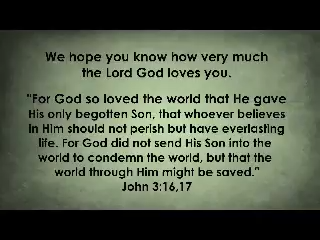 We hope you know how very much
the Lord God loves you.
"For God so loved the world that He gave
His only begotten Son, that whoever believes
in Him should not perish but have everlasting
life. For God did not send His Son into the
world to condemn the world, but that the
world through Him might be saved."
John 3:16,17